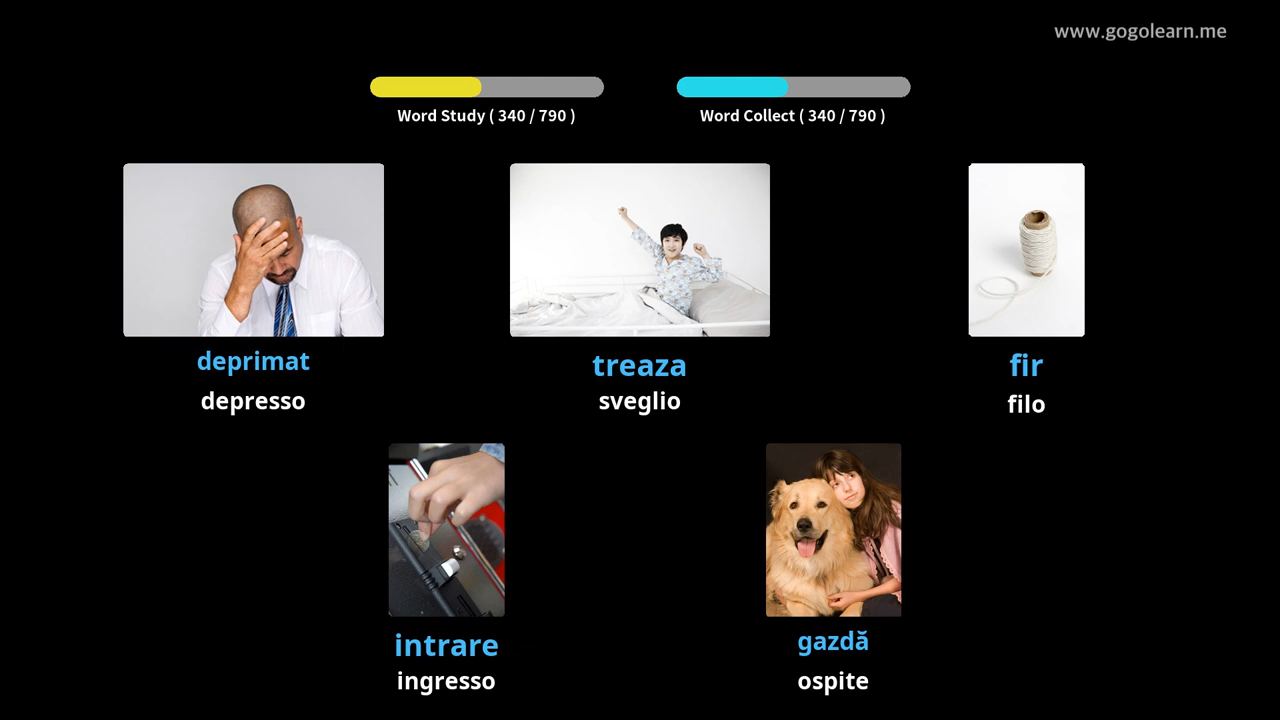 www.gogolearn.me
Word Study ( 340 / 790 )
Word Collect ( 340 / 790 )
deprimat
depresso
treaza
sveglio
fir
filo
intrare
ingresso
gazdă
ospite